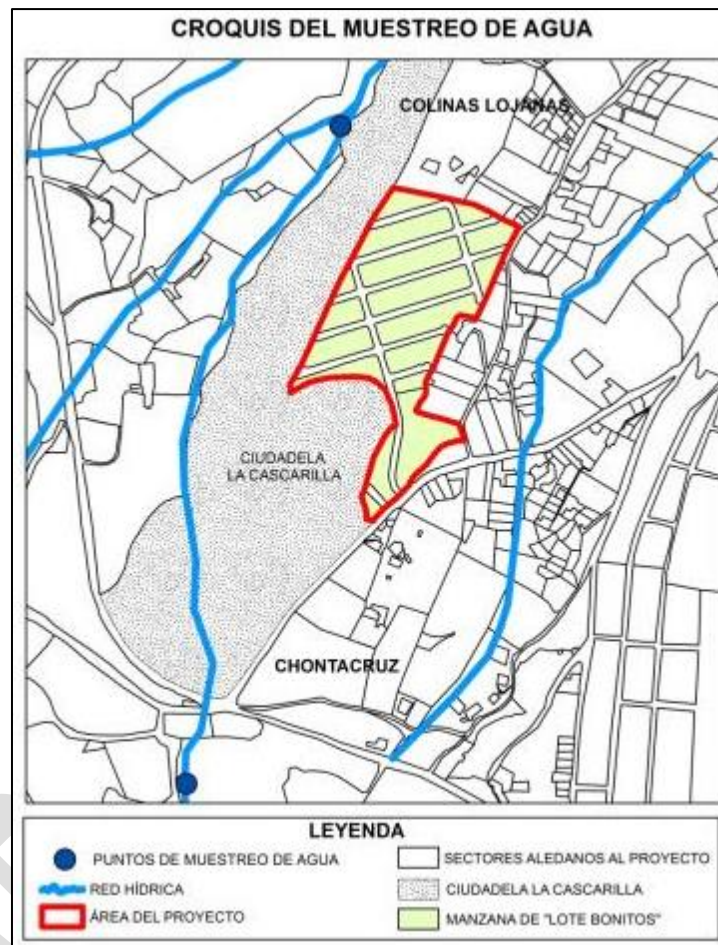 CROQUIS DEL MUESTREO DE AGUA
COLINAS LOJANAS
CIUDADELA
LA CASCARILLA
CHONTACRUZ
LEYENDA
PUNTOS DE MUESTREO DE AGUA
RED HÍDRICA
ÁREA DEL PROYECTO
SECTORES ALEDANOS AL PROYECTO
CIUDADELA LA CASCARILLA
MANZANA DE "LOTE BONITOS"